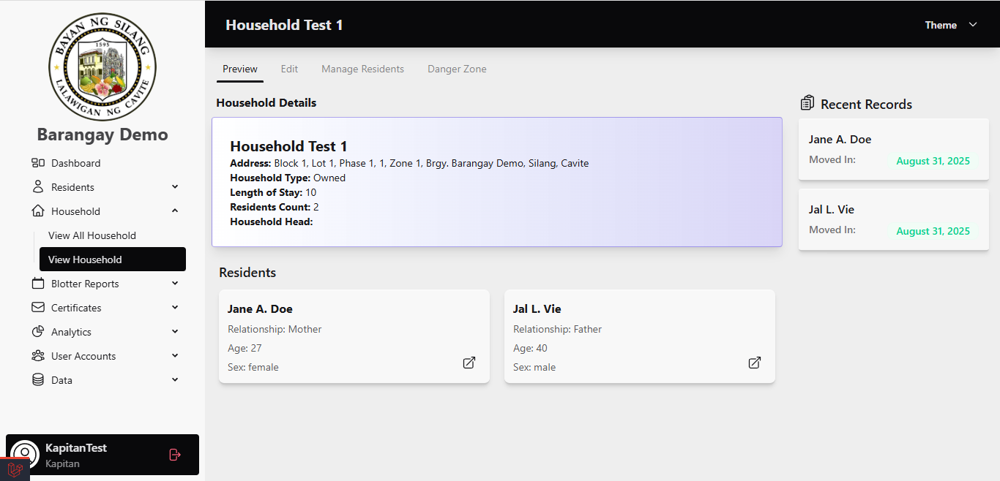 BAYAN NG SILANG
1595
LALAWIGAN NG CAVITE
Barangay Demo
Dashboard
Residents
Household
View All Household
View Household
Blotter Reports
Certificates
Analytics
User Accounts
Data
KapitanTest
Kapitan
Household Test 1
Theme
Preview Edit Manage Residents Danger Zone
Household Details
Household Test 1
Address: Block 1, Lot 1, Phase 1, 1, Zone 1, Brgy. Barangay Demo, Silang, Cavite
Household Type: Owned
Length of Stay: 10
Residents Count: 2
Household Head:
Residents
Jane A. Doe
Relationship: Mother
Age: 27
Sex: female
Jal L. Vie
Relationship: Father
Age: 40
Sex: male
Recent Records
Jane A. Doe
Moved In: August 31, 2025
Jal L. Vie
Moved In: August 31, 2025